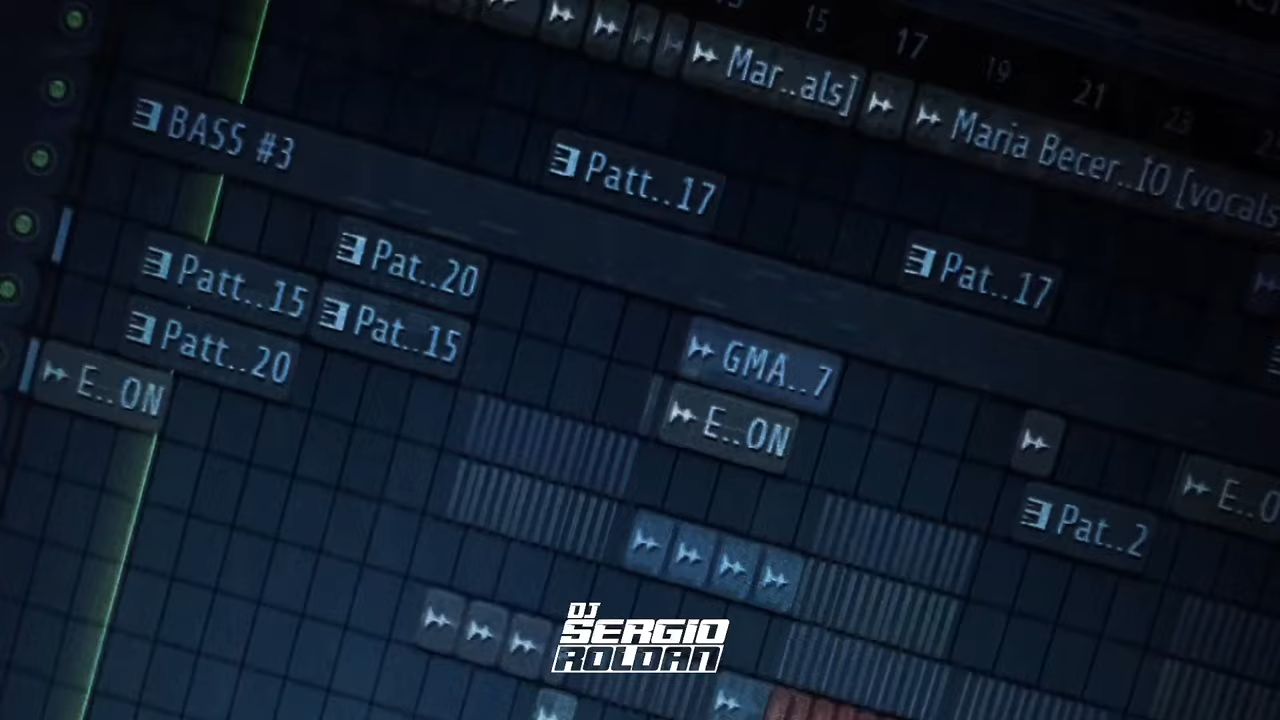 15
17
19
21
23
Mar..als]
Maria Becer..IO [vocals
BASS #3
Patt..17
Pat..17
Patt..15
Pat..20
Patt..20
Pat..15
E..ON
GMA..7
E..ON
E..O
Pat..2
DJ
SERGIO
ROLDAN